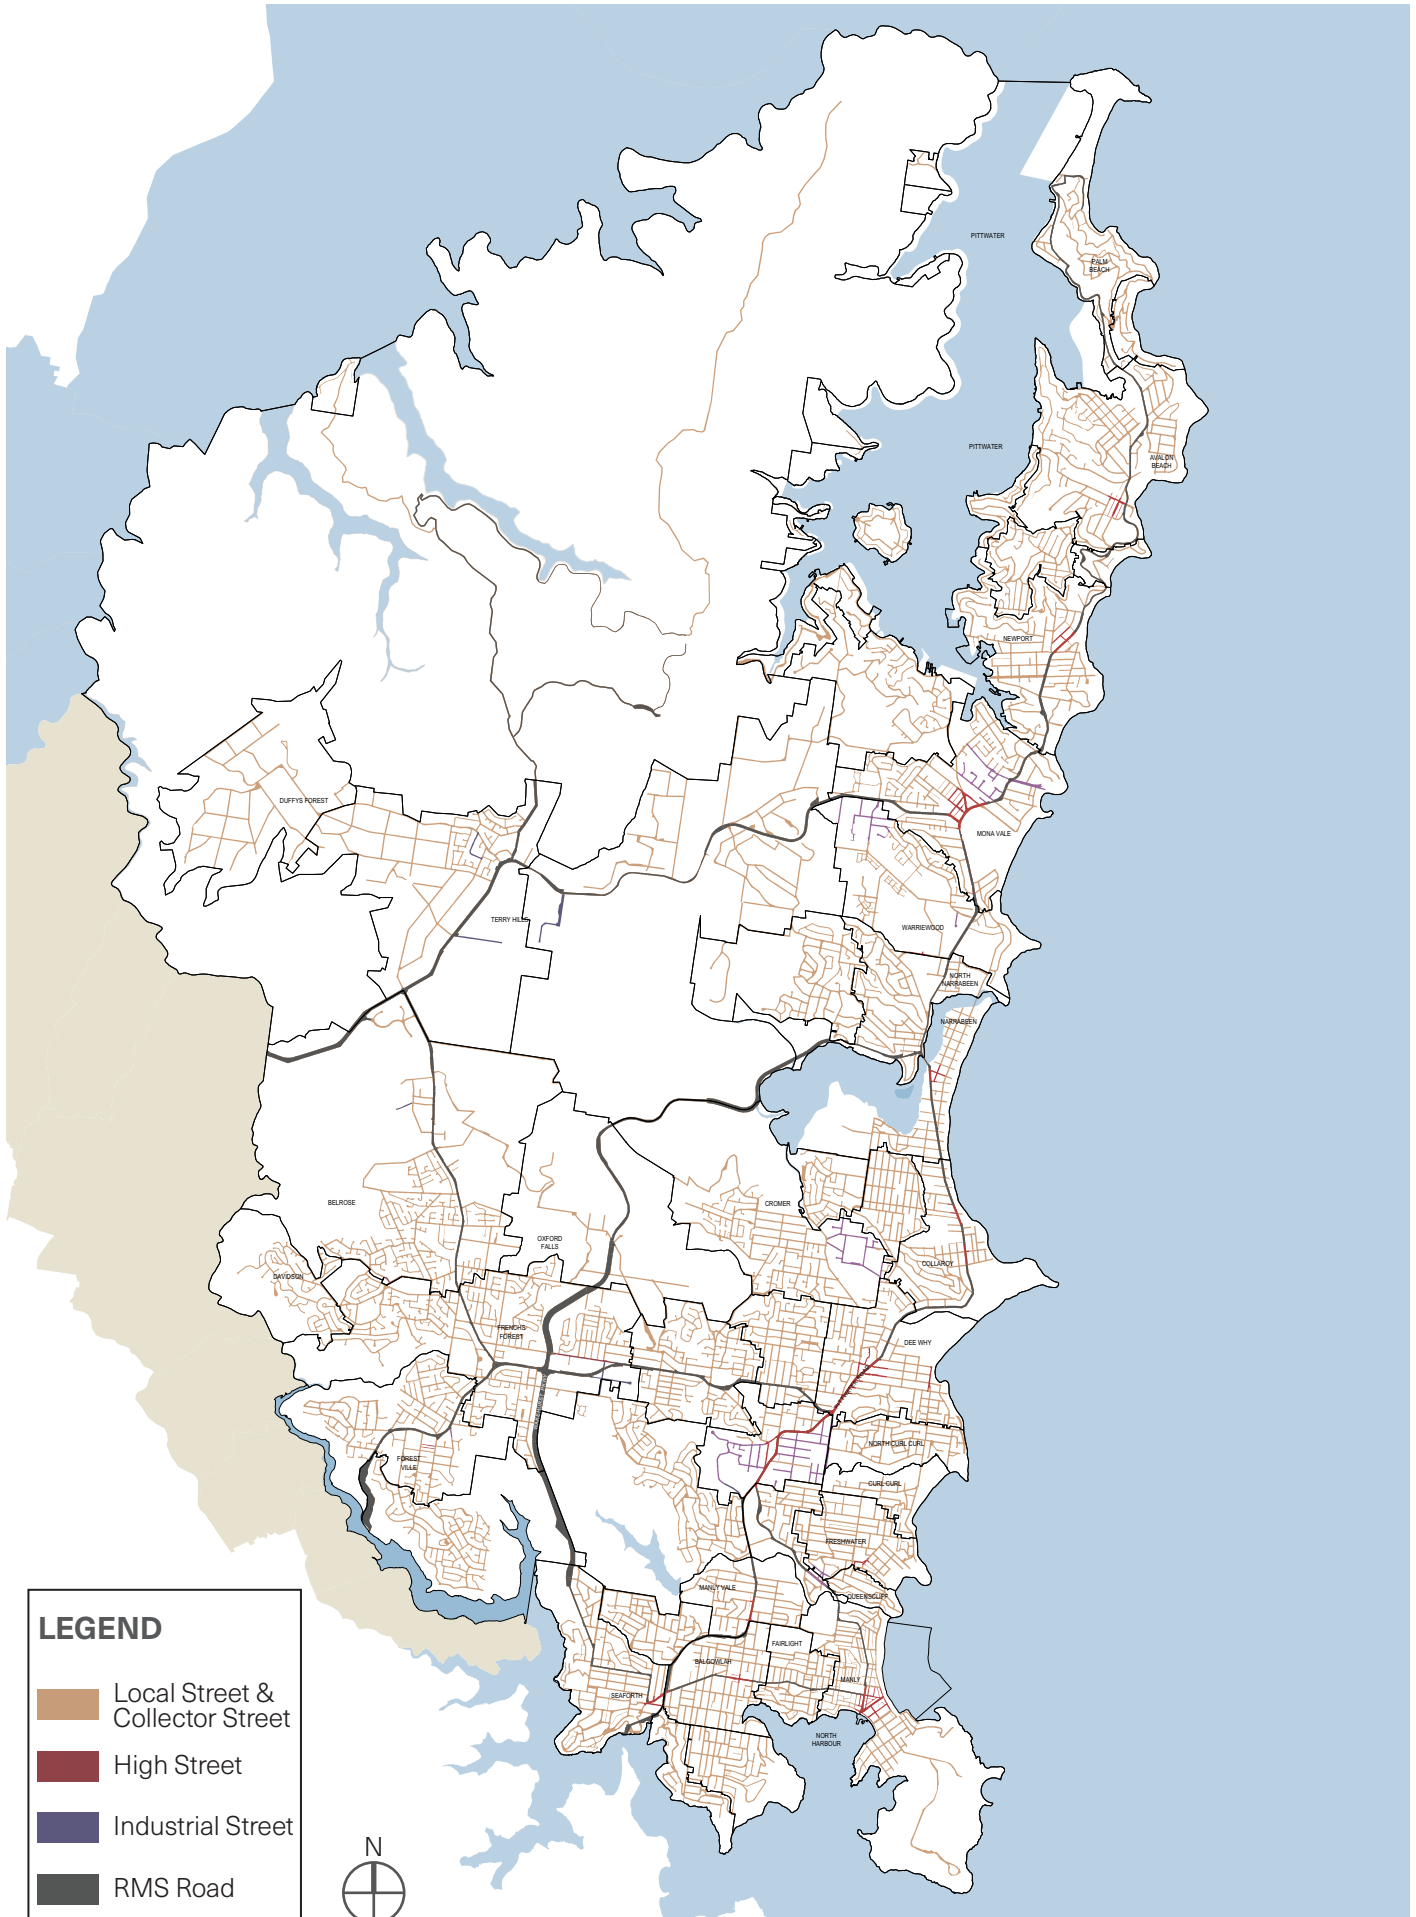 PITTWATER
PALM
BEACH
PITTWATER
AVALON
BEACH
NEWPORT
DUFFYS FOREST
MONA VALE
TERRY HILLS
WARRIEWOOD
NORTH
NARRABEEN
NARRABEEN
BELROSE
CROMER
OXFORD
FALLS
COLLAROY
DAVIDSON
FRENCHS
FOREST
DEE WHY
NORTH CURL CURL
FOREST
VILLE
CURL CURL
FRESHWATER
MANLY VALE
QUEENSCLIFF
FAIRLIGHT
BALGOWLAH
MANLY
SEAFORTH
NORTH
HARBOUR
LEGEND
Local Street &
Collector Street
High Street
Industrial Street
RMS Road
N